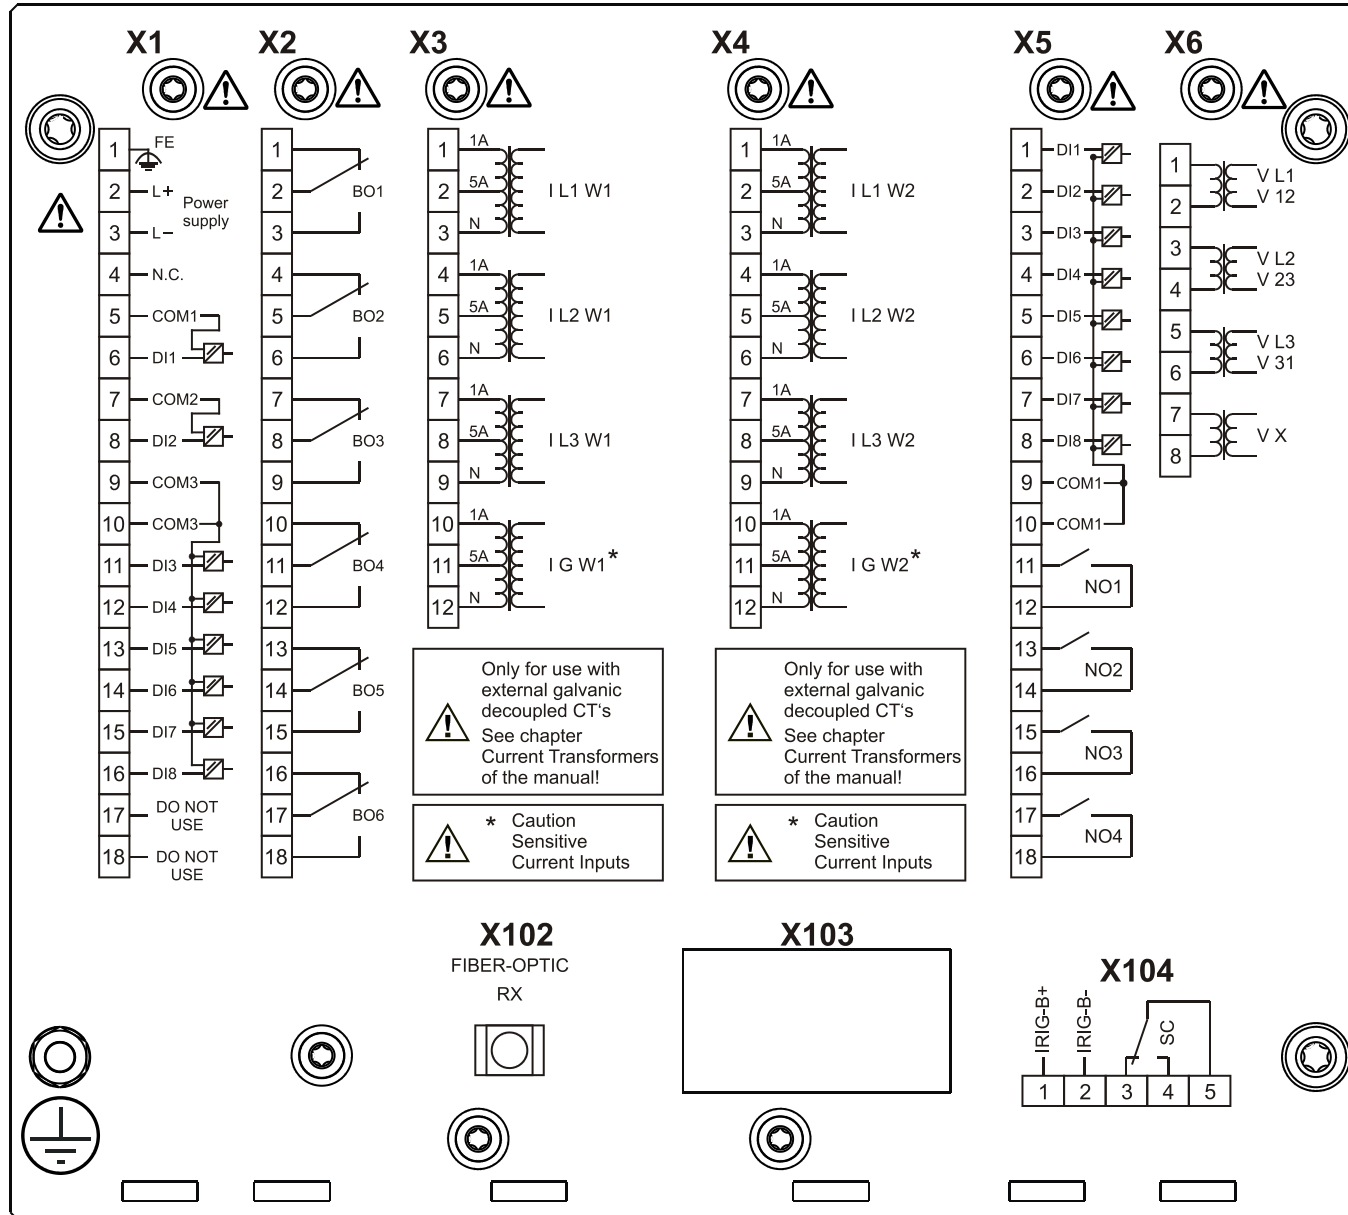 X1 X2 X3 X4 X5 X6
1 FE
2 L+
Power
supply
3 L–
4 N.C.
5 COM1
6 DI1
7 COM2
8 DI2
9 COM3
10 COM3
11 DI3
12 DI4
13 DI5
14 DI6
15 DI7
16 DI8
17 DO NOT
USE
18 DO NOT
USE
1
2 BO1
3
4
5 BO2
6
7
8 BO3
9
10
11 BO4
12
13
14 BO5
15
16
17 BO6
18
1 1A
2 5A I L1 W1
3 N
4 1A
5 5A I L2 W1
6 N
7 1A
8 5A I L3 W1
9 N
10 1A
11 5A I G W1*
12 N
Only for use with
external galvanic
decoupled CT‘s
See chapter
Current Transformers
of the manual!
* Caution
Sensitive
Current Inputs
1 1A
2 5A I L1 W2
3 N
4 1A
5 5A I L2 W2
6 N
7 1A
8 5A I L3 W2
9 N
10 1A
11 5A I G W2*
12 N
Only for use with
external galvanic
decoupled CT‘s
See chapter
Current Transformers
of the manual!
* Caution
Sensitive
Current Inputs
1 DI1
2 DI2
3 DI3
4 DI4
5 DI5
6 DI6
7 DI7
8 DI8
9 COM1
10 COM1
11
NO1
12
13
NO2
14
15
NO3
16
17
NO4
18
1 V L1
2 V 12
3 V L2
4 V 23
5 V L3
6 V 31
7
V X
8
X102
FIBER-OPTIC
RX
X103
X104
IRIG-B+
IRIG-B-
SC
1 2 3 4 5